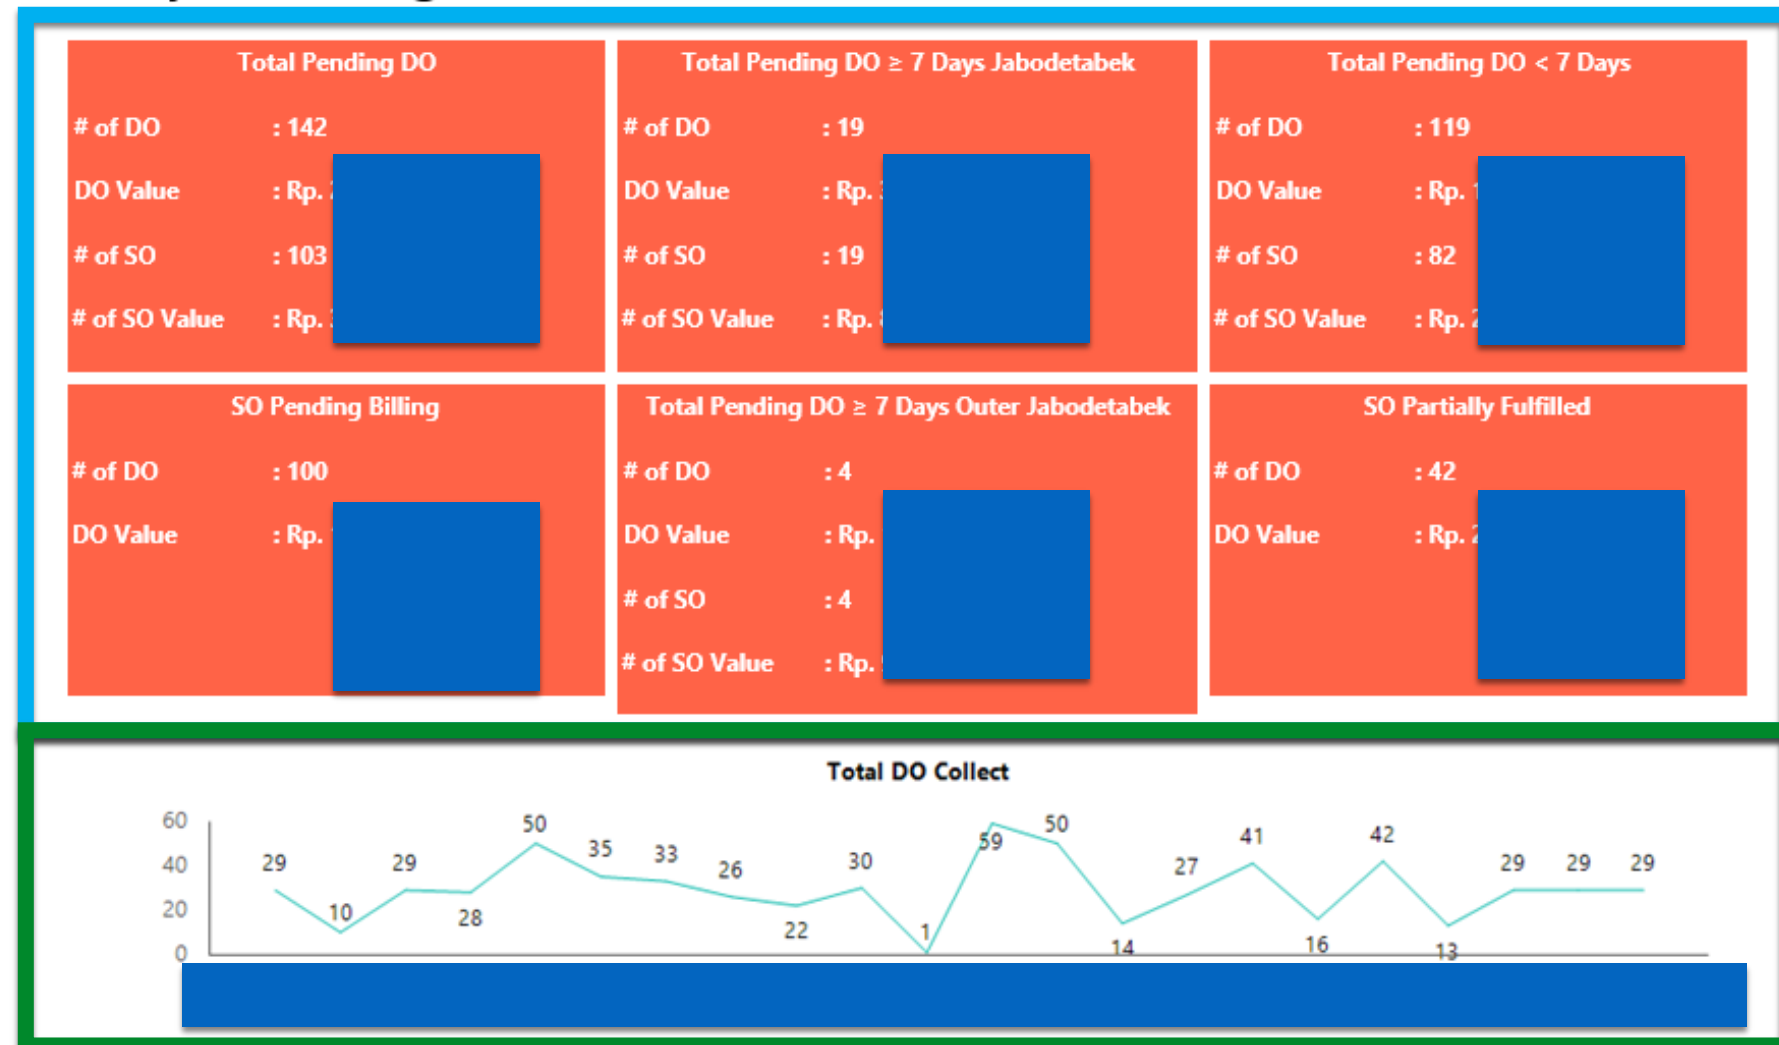 Total Pending DO
# of DO : 142
DO Value : Rp.
# of SO : 103
# of SO Value : Rp.
Total Pending DO ≥ 7 Days Jabodetabek
# of DO : 19
DO Value : Rp.
# of SO : 19
# of SO Value : Rp.
Total Pending DO < 7 Days
# of DO : 119
DO Value : Rp.
# of SO : 82
# of SO Value : Rp.
SO Pending Billing
# of DO : 100
DO Value : Rp.
Total Pending DO ≥ 7 Days Outer Jabodetabek
# of DO : 4
DO Value : Rp.
# of SO : 4
# of SO Value : Rp.
SO Partially Fulfilled
# of DO : 42
DO Value : Rp.
Total DO Collect
60
40
20
0
29 10 29 28 50 35 33 26 22 30 1 59 50 14 27 41 16 42 13 29 29 29